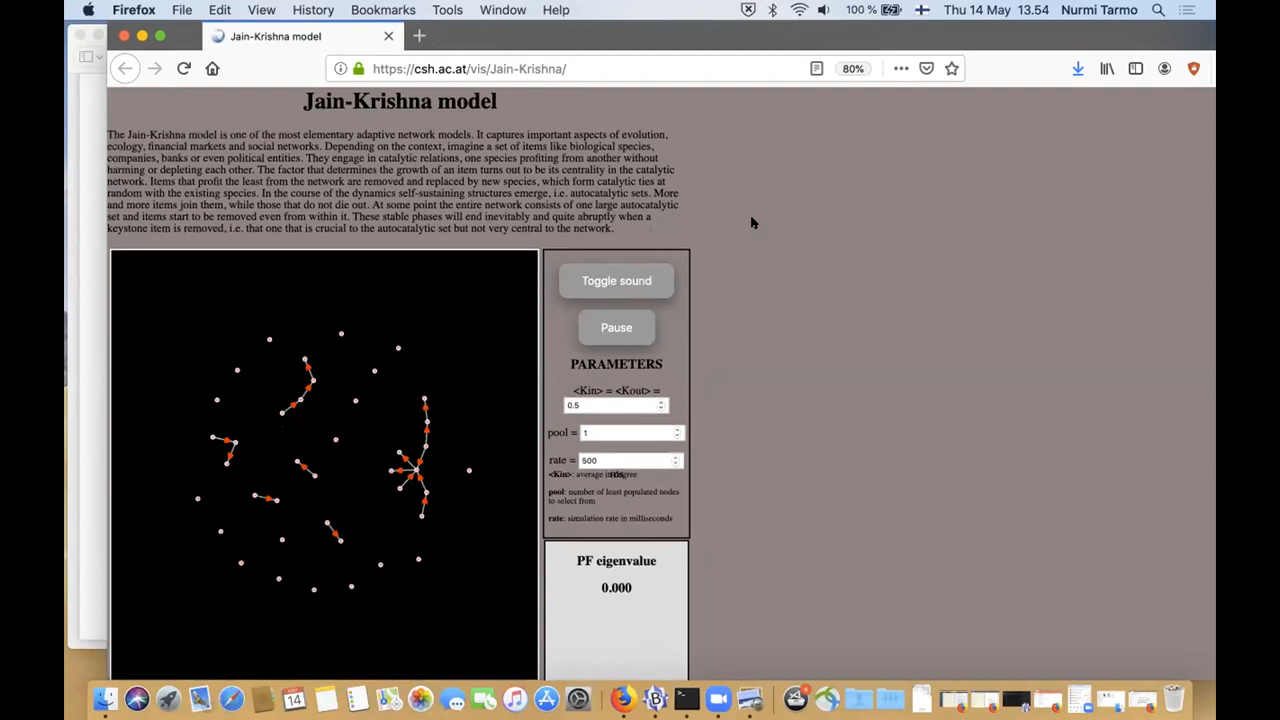 Firefox File Edit View History Bookmarks Tools Window Help 100 % Thu 14 May 13.54 Nurmi Tarmo
Jain-Krishna model
https://csh.ac.at/vis/Jain-Krishna/ 80%
Jain-Krishna model
The Jain-Krishna model is one of the most elementary adaptive network models. It captures important aspects of evolution,
ecology, financial markets and social networks. Depending on the context, imagine a set of items like biological species,
companies, banks or even political entities. They engage in catalytic relations, one species profiting from another without
harming or depleting each other. The factor that determines the growth of an item turns out to be its centrality in the catalytic
network. Items that profit the least from the network are removed and replaced by new species, which form catalytic ties at
random with the existing species. In the course of the dynamics self-sustaining structures emerge, i.e. autocatalytic sets. More
and more items join them, while those that do not die out. At some point the entire network consists of one large autocatalytic
set and items start to be removed even from within it. These stable phases will end inevitably and quite abruptly when a
keystone item is removed, i.e. that one that is crucial to the autocatalytic set but not very central to the network.
Toggle sound
Pause
PARAMETERS
<Kin> = <Kout> =
0.5
pool = 1
rate = 500
<Kin>: average in degree
pool: number of least populated nodes
to select from
rate: simulation rate in milliseconds
PF eigenvalue
0.000